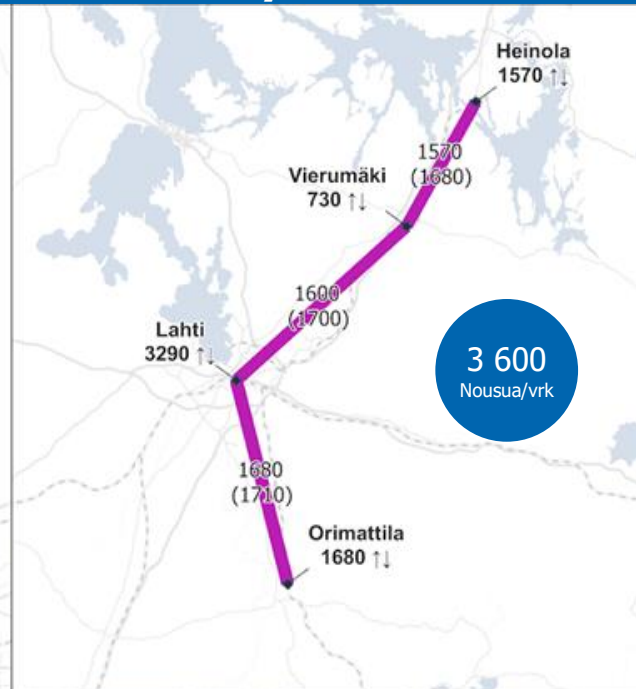 Heinola
1570 ↑↓
1570
(1680)
Vierumäki
730 ↑↓
1600
(1700)
Lahti
3290 ↑↓
3 600
Nousua/vrk
1680
(1710)
Orimattila
1680 ↑↓